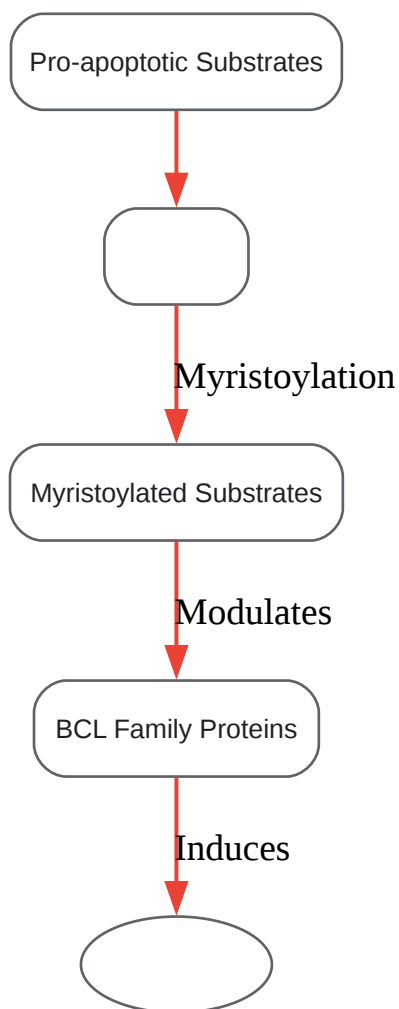 Pro-apoptotic Substrates
Myristoylation
Myristoylated Substrates
Modulates
BCL Family Proteins
Induces